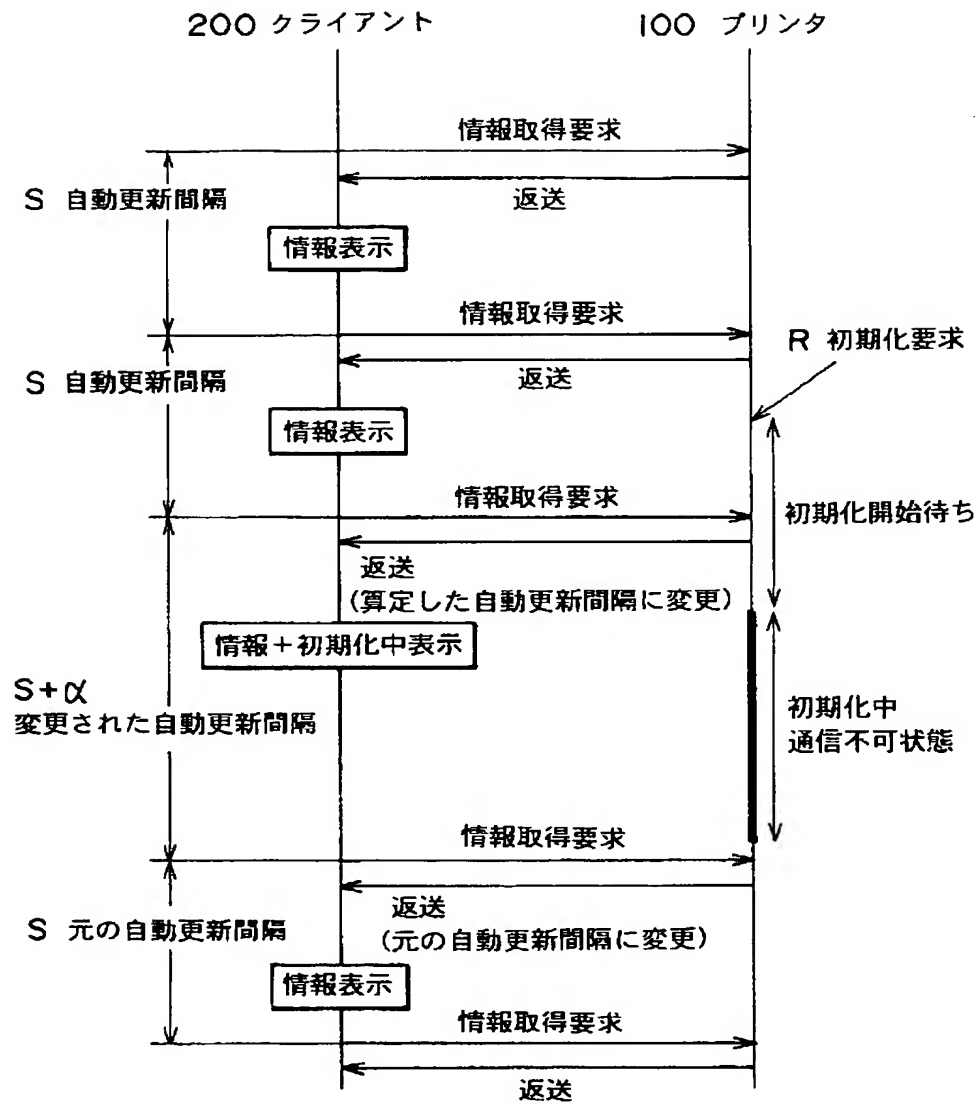 200 クライアント
100 プリンタ
情報取得要求
返送
S 自動更新間隔
情報表示
情報取得要求
R 初期化要求
返送
S 自動更新間隔
情報表示
情報取得要求
初期化開始待ち
返送
(算定した自動更新間隔に変更)
情報+初期化中表示
S+α
変更された自動更新間隔
初期化中
通信不可状態
情報取得要求
返送
(元の自動更新間隔に変更)
S 元の自動更新間隔
情報表示
情報取得要求
返送